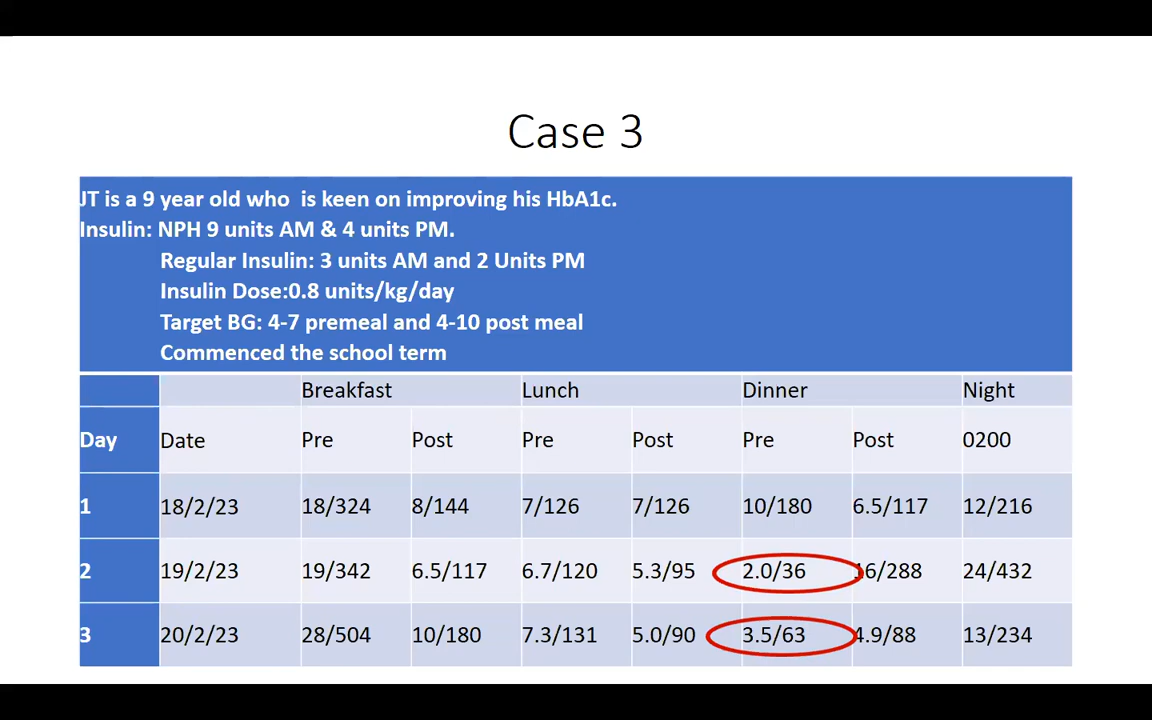 Case 3
JT is a 9 year old who  is keen on improving his HbA1c.
Insulin: NPH 9 units AM & 4 units PM.
Regular Insulin: 3 units AM and 2 Units PM
Insulin Dose:0.8 units/kg/day
Target BG: 4-7 premeal and 4-10 post meal
Commenced the school term
Breakfast Lunch Dinner Night
Day Date Pre Post Pre Post Pre Post 0200
1 18/2/23 18/324 8/144 7/126 7/126 10/180 6.5/117 12/216
2 19/2/23 19/342 6.5/117 6.7/120 5.3/95 2.0/36 16/288 24/432
3 20/2/23 28/504 10/180 7.3/131 5.0/90 3.5/63 4.9/88 13/234